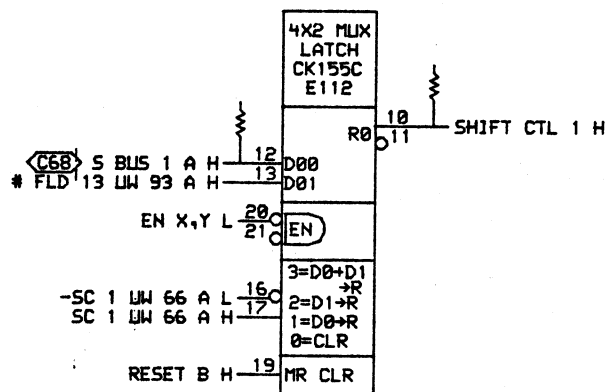 4X2 MUX
LATCH
CK155C
E112
10
R0
11
SHIFT CTL 1 H
C68 S BUS 1 A H 12 D00
# FLD 13 UW 93 A H 13 D01
EN X,Y L 20
21
EN
3=D0+D1
→R
-SC 1 UW 66 A L 16
2=D1→R
SC 1 UW 66 A H 17
1=D0→R
0=CLR
RESET B H 19 MR CLR